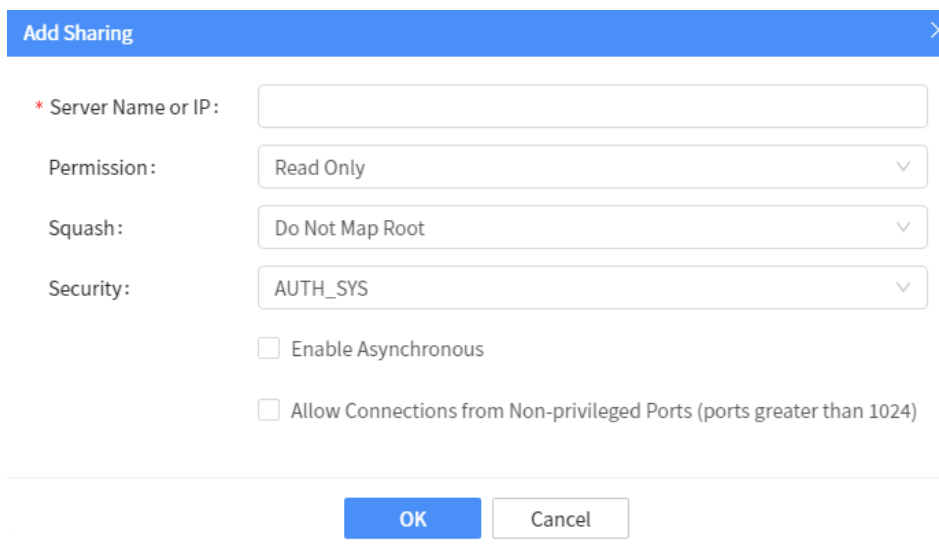 Add Sharing
* Server Name or IP:
Permission: Read Only
Squash: Do Not Map Root
Security: AUTH_SYS
Enable Asynchronous
Allow Connections from Non-privileged Ports (ports greater than 1024)
OK Cancel